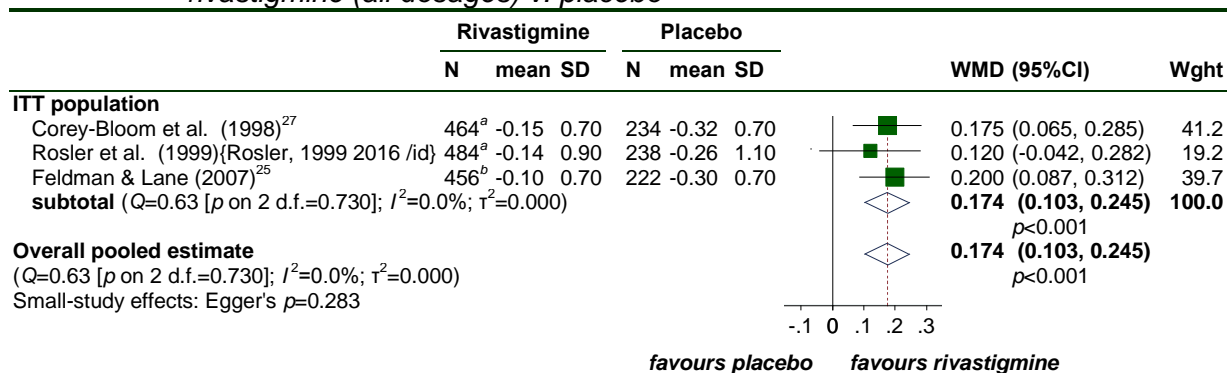 rivastigmine (all dosages) v. placebo
Rivastigmine Placebo
N mean SD N mean SD WMD (95%CI) Wght
ITT population
Corey-Bloom et al. (1998)27 464a -0.15 0.70 234 -0.32 0.70 0.175 (0.065, 0.285) 41.2
Rosler et al. (1999){Rosler, 1999 2016 /id} 484a -0.14 0.90 238 -0.26 1.10 0.120 (-0.042, 0.282) 19.2
Feldman & Lane (2007)25 456b -0.10 0.70 222 -0.30 0.70 0.200 (0.087, 0.312) 39.7
subtotal (Q=0.63 [p on 2 d.f.=0.730]; I2=0.0%; τ2=0.000) 0.174 (0.103, 0.245) 100.0
p<0.001
Overall pooled estimate 0.174 (0.103, 0.245)
(Q=0.63 [p on 2 d.f.=0.730]; I2=0.0%; τ2=0.000) p<0.001
Small-study effects: Egger's p=0.283
-.1 0 .1 .2 .3
favours placebo favours rivastigmine